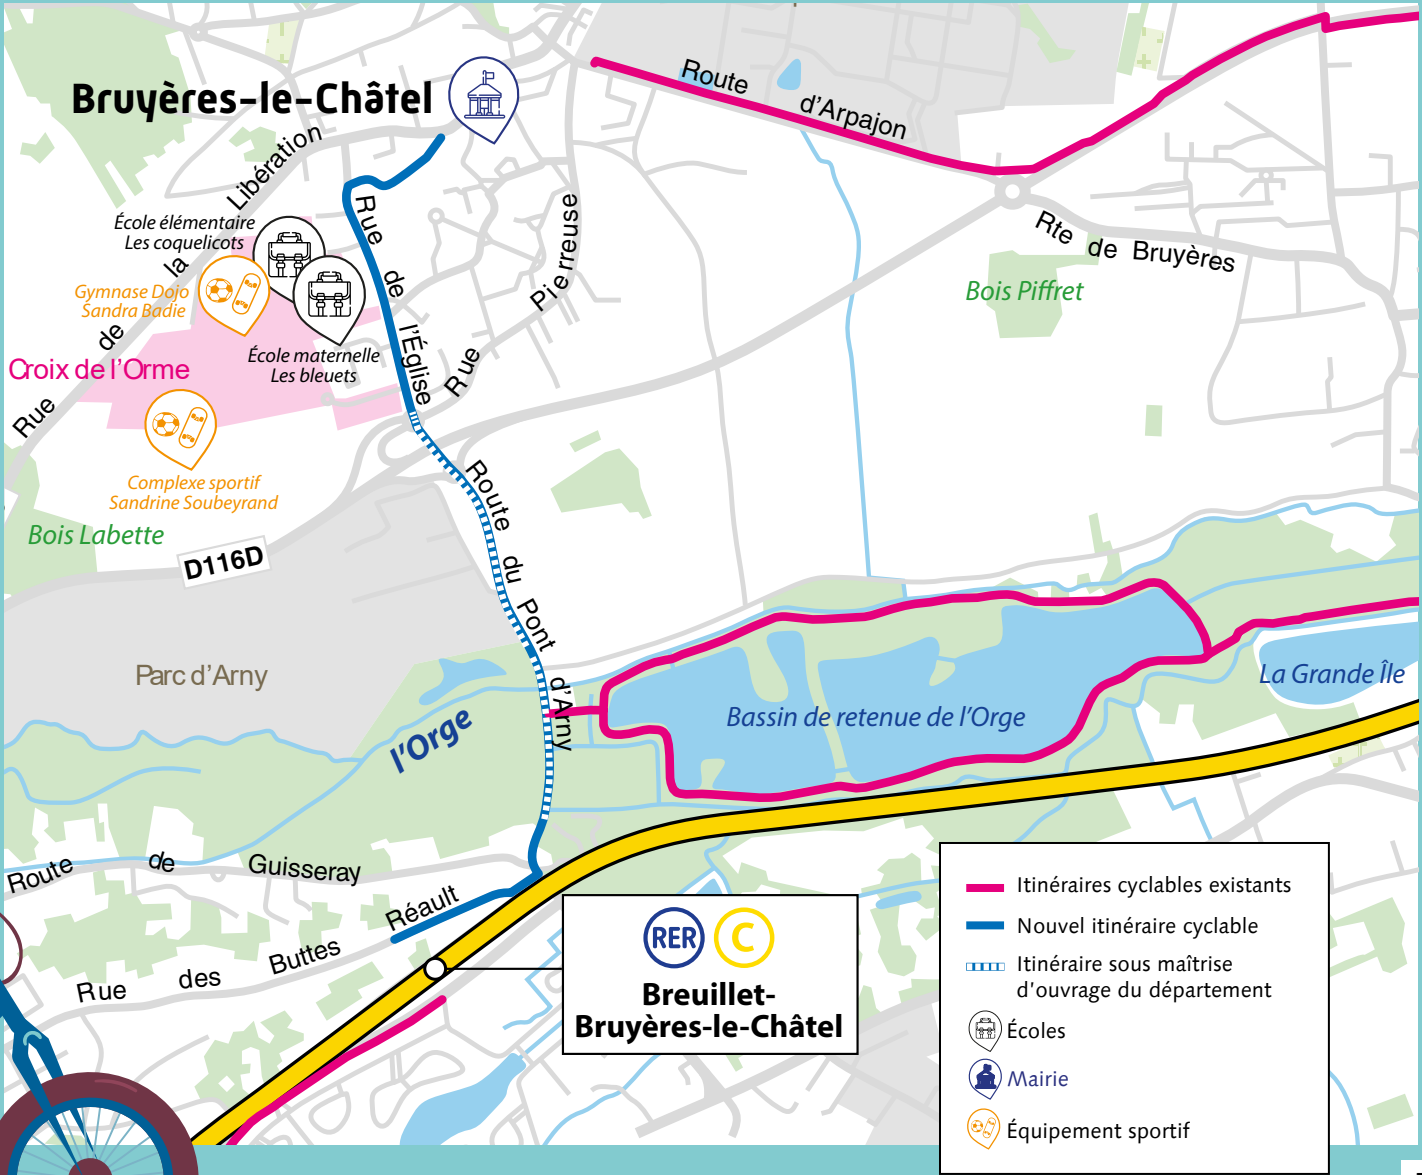 Bruyères-le-Châtel
Route d'Arpajon
Rue de la Libération
École élémentaire
Les coquelicots
Gymnase Dojo
Sandra Badie
École maternelle
Les bleuets
Croix de l'Orme
Rue de l'Église
Rue Pierreuse
Rte de Bruyères
Bois Piffret
Complexe sportif
Sandrine Soubeyrand
Bois Labette
D116D
Route du Pont d'Arny
Parc d'Arny
l'Orge
Bassin de retenue de l'Orge
La Grande Île
Route de Guisseray
Rue des Buttes Réault
RER C
Breuillet-
Bruyères-le-Châtel
Itinéraires cyclables existants
Nouvel itinéraire cyclable
Itinéraire sous maîtrise
d'ouvrage du département
Écoles
Mairie
Équipement sportif